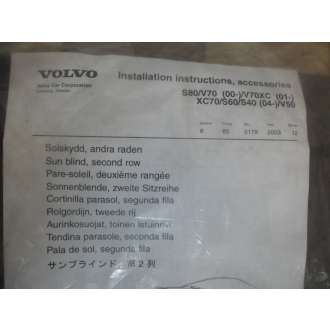 VOLVO
Volvo Car Corporation
Installation instructions, accessories
S80/V70 (00-)/V70XC (01-)
XC70/S60/S40 (04-)/V50
Solskydd, andra raden
Sun blind, second row
Pare-soleil, deuxième rangée
Sonnenblende, zweite Sitzreihe
Cortinilla parasol, segunda fila
Rolgordijn, tweede rij
Aurinkosuojat, toinen istuinrivi
Tendina parasole, seconda fila
Pala de sol, segunda fila
サンブラインド、第2列